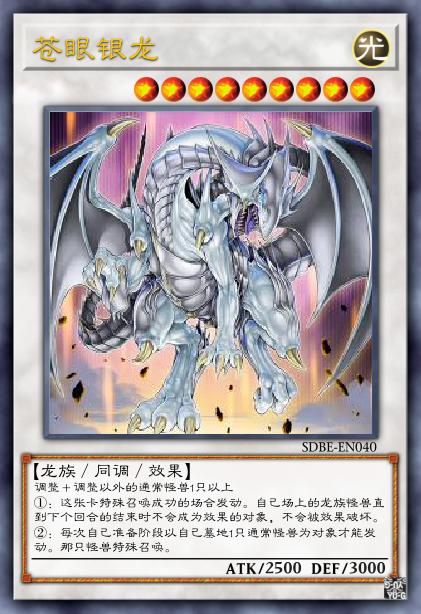 苍眼银龙
光
SDBE-EN040
【龙族／同调／效果】
调整＋调整以外的通常怪兽1只以上
①：这张卡特殊召唤成功的场合发动。自己场上的龙族怪兽直
到下个回合的结束时不会成为效果的对象，不会被效果破坏。
②：每次自己准备阶段以自己墓地1只通常怪兽为对象才能发
动。那只怪兽特殊召唤。
ATK/2500 DEF/3000